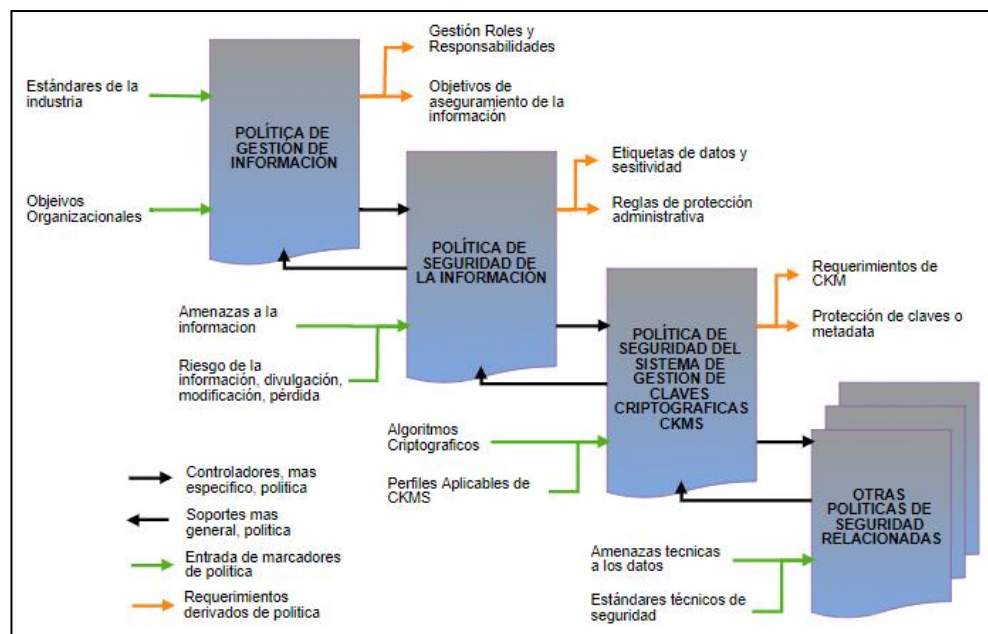 Gestión Roles y
Responsabilidades
Estándares de la
industria
Objetivos de
aseguramiento de la
información
POLÍTICA DE
GESTIÓN DE
INFORMACIÓN
Etiquetas de datos y
sesitividad
Objeivos
Organizacionales
Reglas de protección
administrativa
POLÍTICA DE
SEGURIDAD DE
LA INFORMACIÓN
Requerimientos de
CKM
Amenazas a la
informacion
Protección de claves o
metadata
POLÍTICA DE
SEGURIDAD DEL
SISTEMA DE
GESTIÓN DE
CLAVES
CRIPTOGRAFICAS
CKMS
Riesgo de la
información, divulgación,
modificación, pérdida
Algoritmos
Criptograficos
Perfiles Aplicables de
CKMS
Controladores, mas
especifico, politica
Soportes mas
general, politica
Entrada de marcadores
de politica
Requerimientos
derivados de politica
OTRAS
POLITICAS DE
SEGURIDAD
RELACIONADAS
Amenazas tecnicas
a los datos
Estándares técnicos de
seguridad